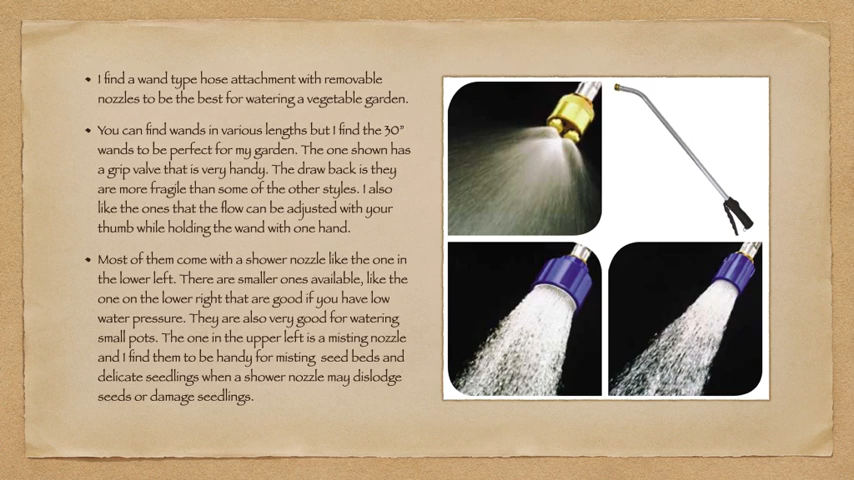 • I find a wand type hose attachment with removable
nozzles to be the best for watering a vegetable garden.
• You can find wands in various lengths but I find the 30”
wands to be perfect for my garden. The one shown has
a grip valve that is very handy. The draw back is they
are more fragile than some of the other styles. I also
like the ones that the flow can be adjusted with your
thumb while holding the wand with one hand.
• Most of them come with a shower nozzle like the one in
the lower left. There are smaller ones available, like the
one on the lower right that are good if you have low
water pressure. They are also very good for watering
small pots. The one in the upper left is a misting nozzle
and I find them to be handy for misting seed beds and
delicate seedlings when a shower nozzle may dislodge
seeds or damage seedlings.